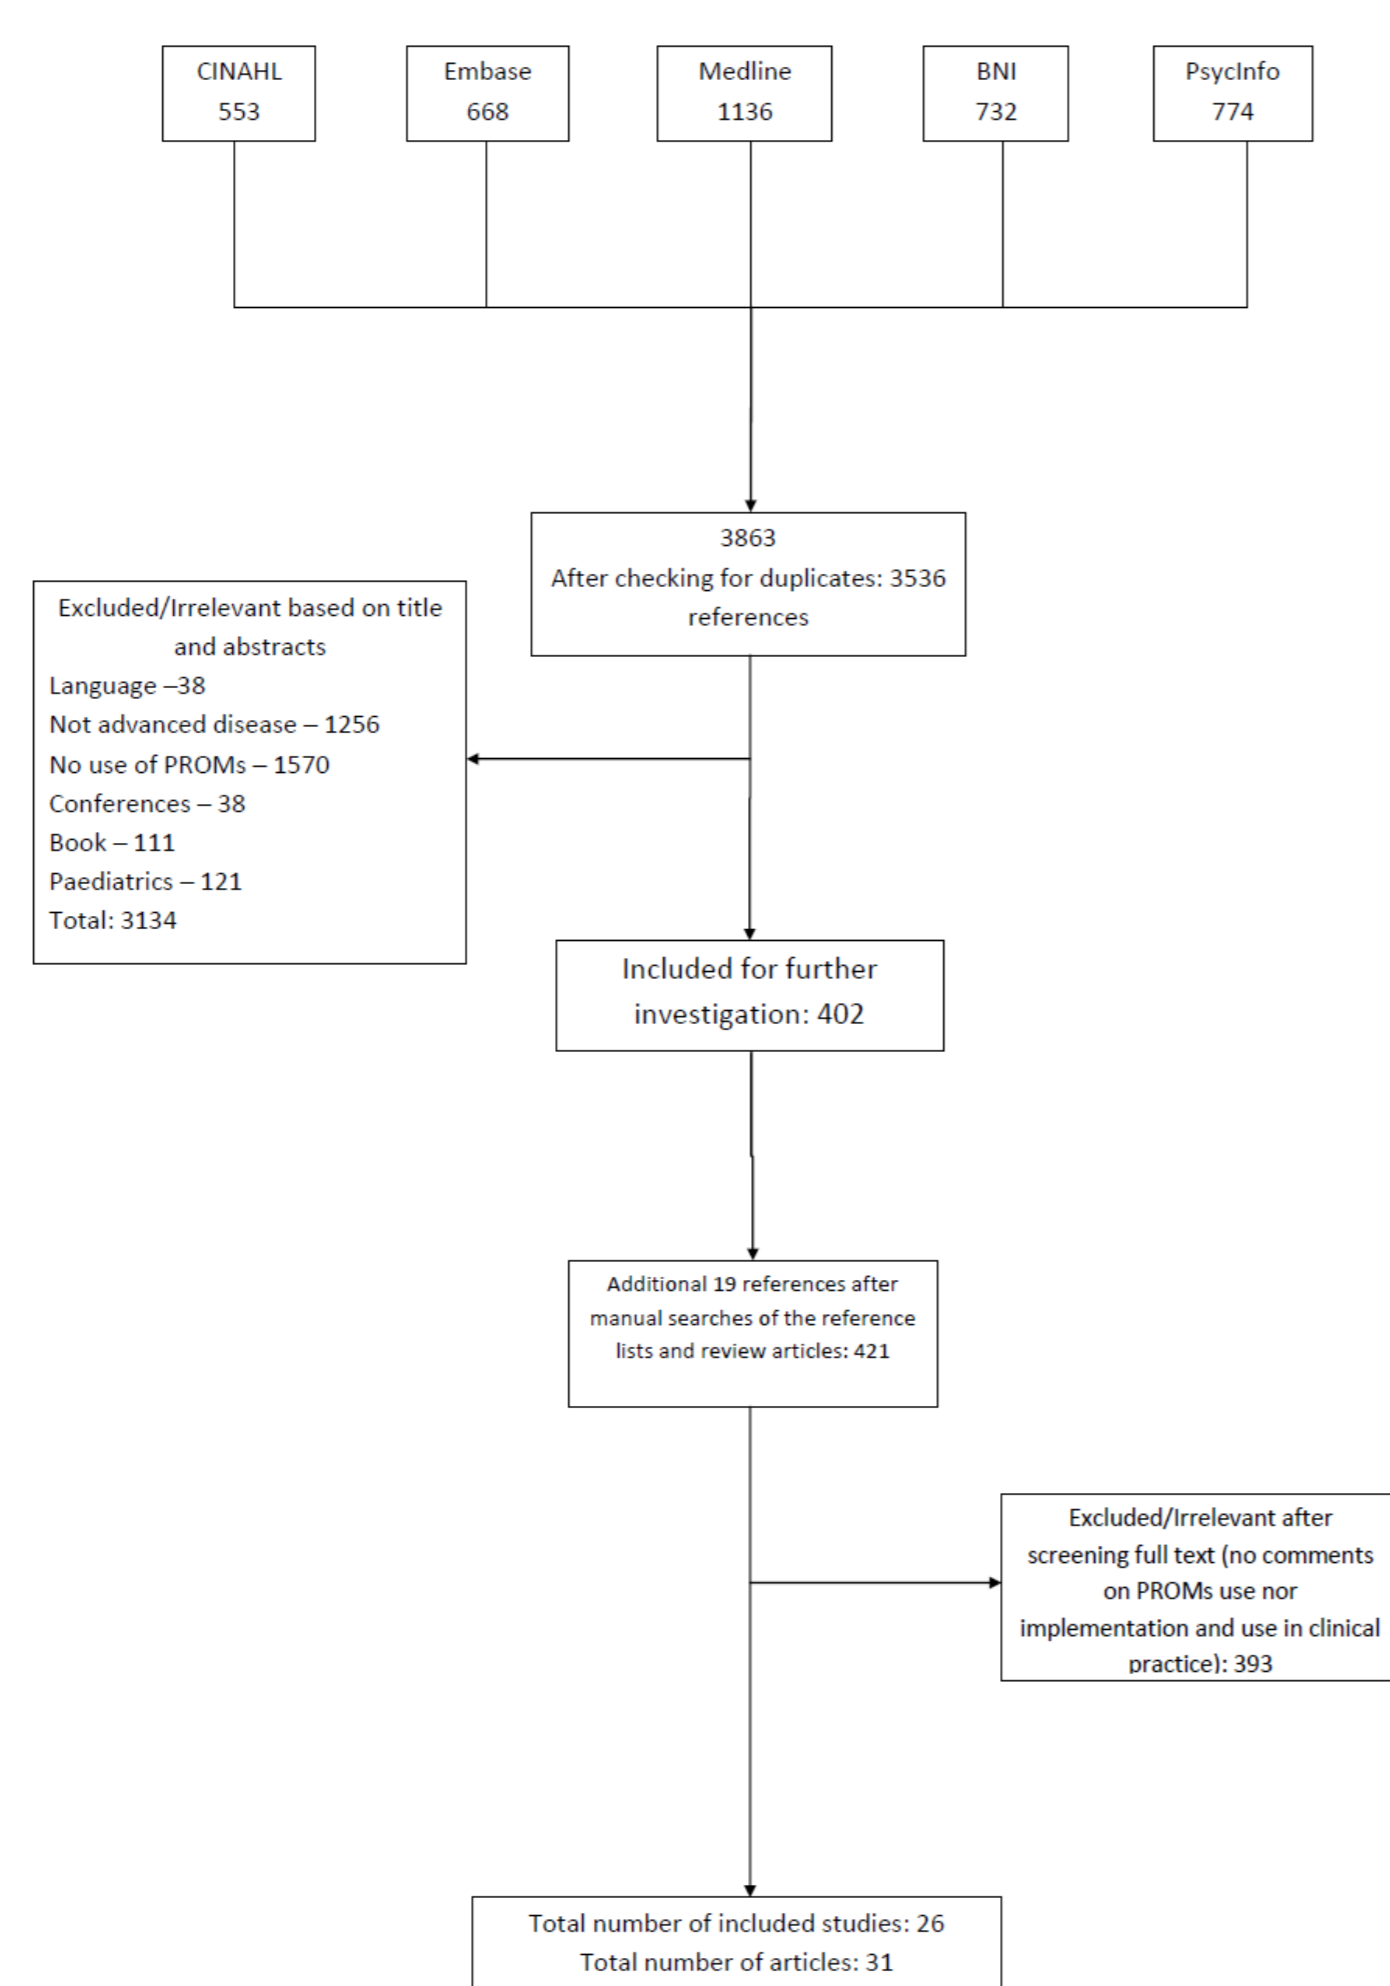 CINAHL
553
Embase
668
Medline
1136
BNI
732
PsycInfo
774
3863
After checking for duplicates: 3536
references
Excluded/Irrelevant based on title
and abstracts
Language –38
Not advanced disease – 1256
No use of PROMs – 1570
Conferences – 38
Book – 111
Paediatrics – 121
Total: 3134
Included for further
investigation: 402
Additional 19 references after
manual searches of the reference
lists and review articles: 421
Excluded/Irrelevant after
screening full text (no comments
on PROMs use nor
implementation and use in clinical
practice): 393
Total number of included studies: 26
Total number of articles: 31